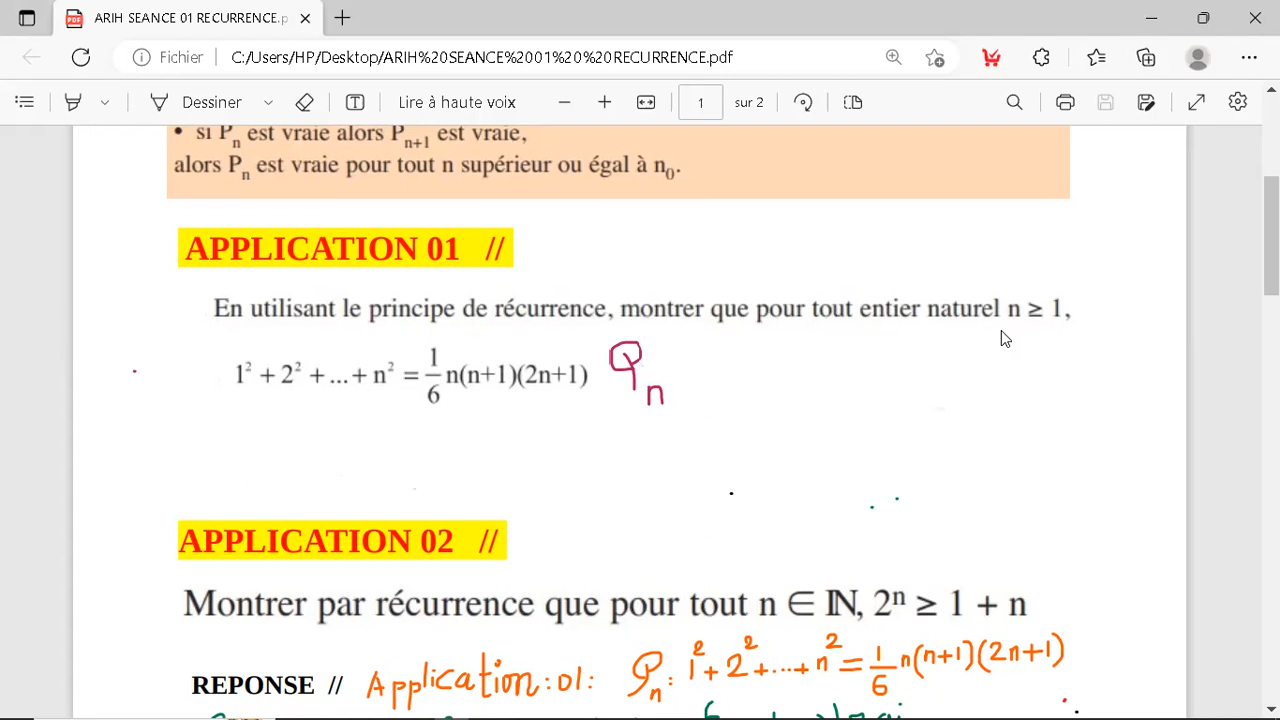 ARIH SEANCE 01 RECURRENCE.p
Fichier C:/Users/HP/Desktop/ARIH%20SEANCE%2001%20%20RECURRENCE.pdf
Dessiner Lire à haute voix 1 sur 2
• si Pn est vraie alors Pn+1 est vraie,
alors Pn est vraie pour tout n supérieur ou égal à n0.
APPLICATION 01 //
En utilisant le principe de récurrence, montrer que pour tout entier naturel n ≥ 1,
1² + 2² + ... + n² = 1/6 n(n+1)(2n+1) Pn
APPLICATION 02 //
Montrer par récurrence que pour tout n ∈ ℕ, 2ⁿ ≥ 1 + n
REPONSE // Application:01: Pn: 1² + 2² + ... + n² = 1/6 n(n+1)(2n+1)